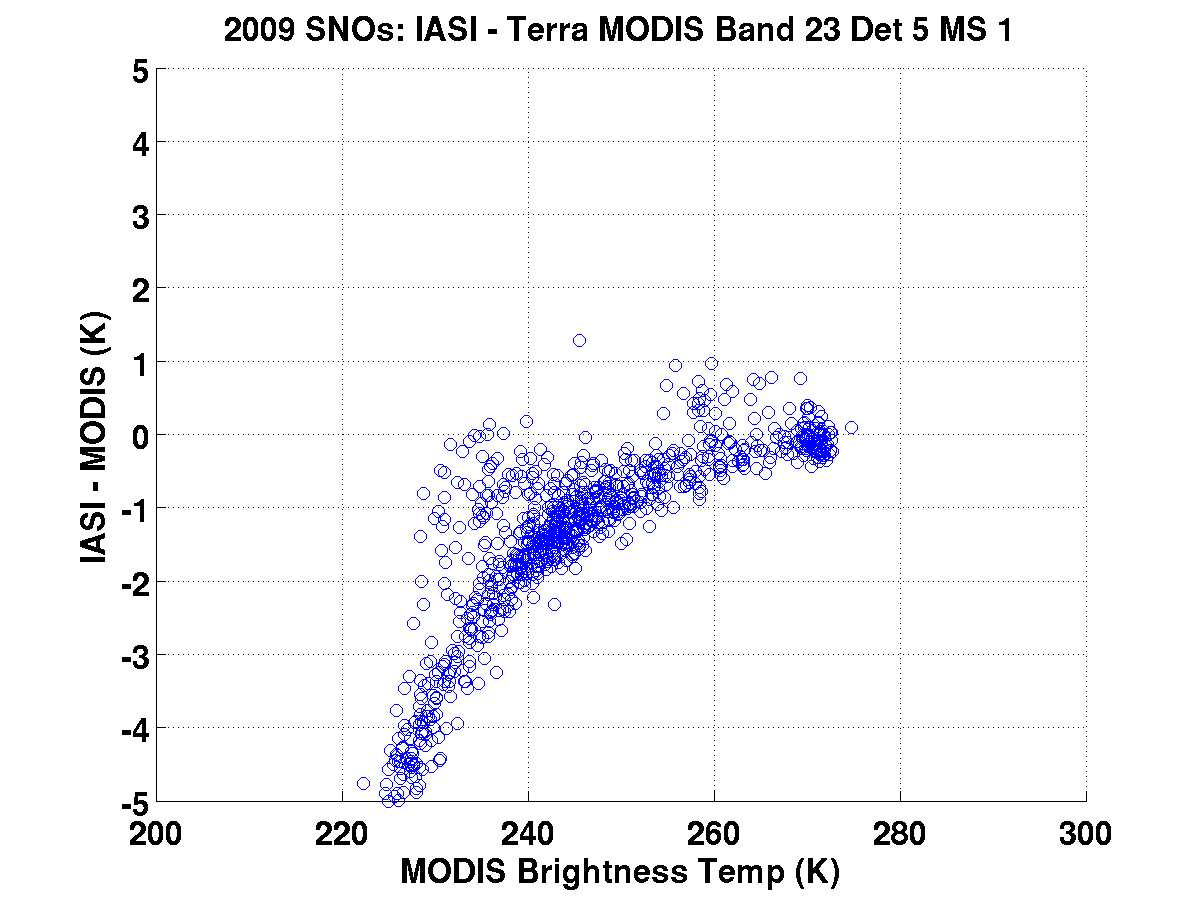 2009 SNOs: IASI - Terra MODIS Band 23 Det 5 MS 1
5
4
3
2
1
0
-1
-2
-3
-4
-5
IASI - MODIS (K)
200 220 240 260 280 300
MODIS Brightness Temp (K)